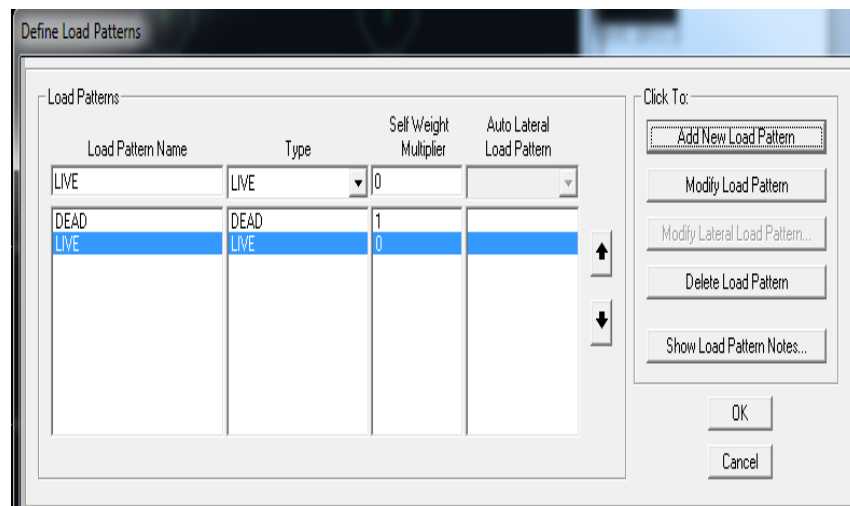 Define Load Patterns
Load Patterns
Load Pattern Name Type Self Weight Multiplier Auto Lateral Load Pattern
LIVE LIVE 0
DEAD DEAD 1
LIVE LIVE 0
Click To:
Add New Load Pattern
Modify Load Pattern
Modify Lateral Load Pattern...
Delete Load Pattern
Show Load Pattern Notes...
OK
Cancel